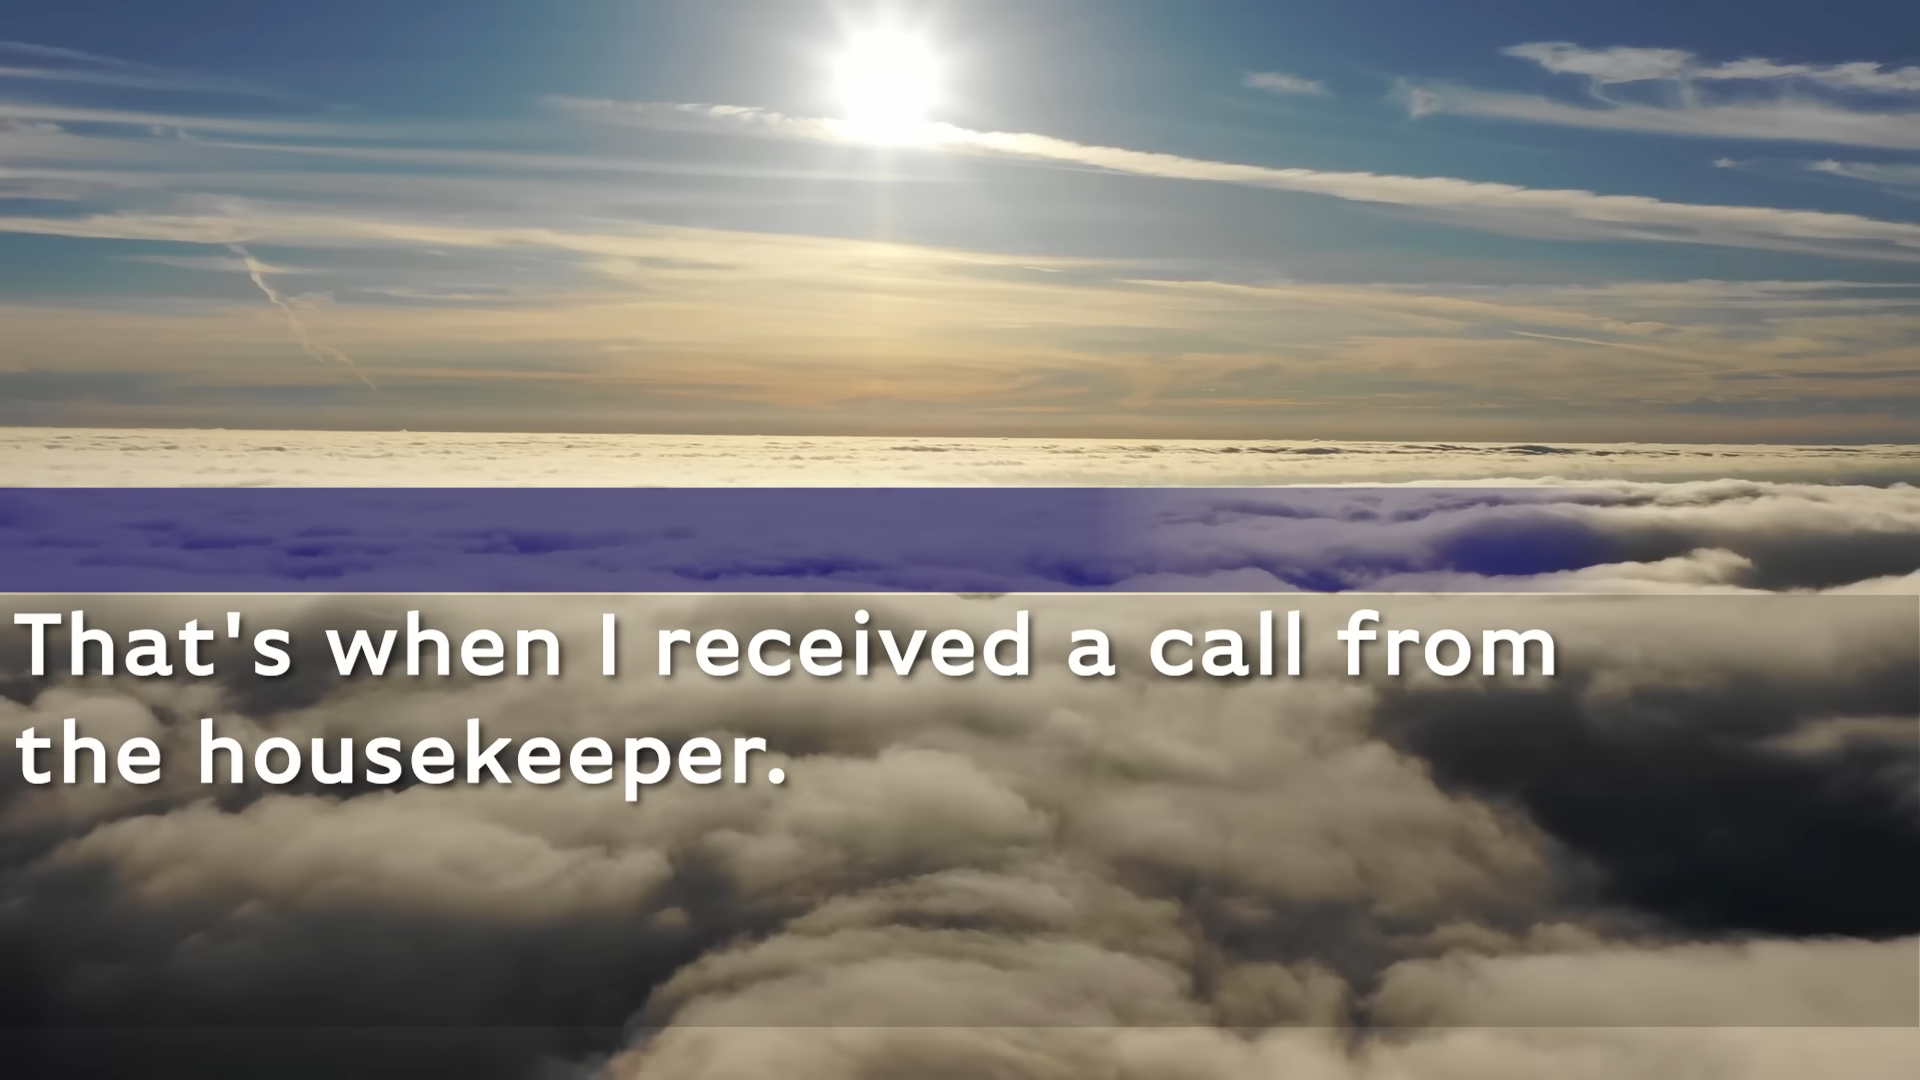 That's when I received a call from
the housekeeper.